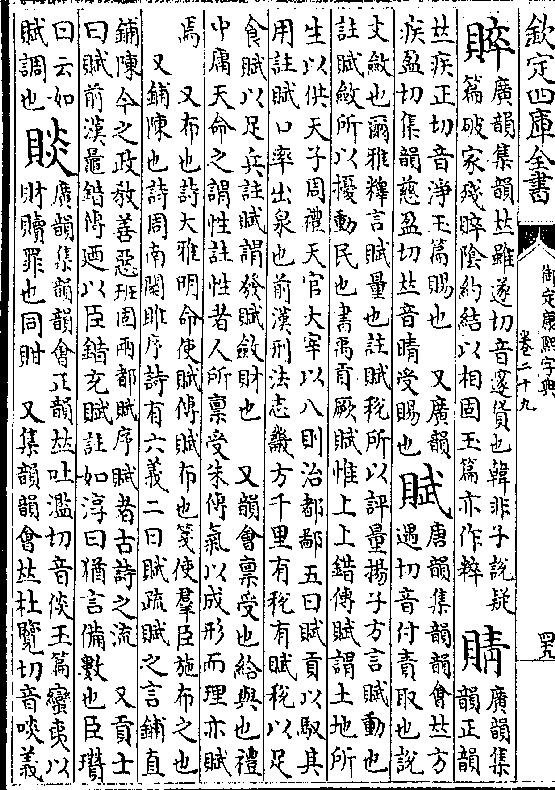 欽定四庫全書
御定康熙字典
卷二十九
四五
賥廣韻集韻𠀤雖遂切音邃貨也韓非子說疑
篇破家殘賥陰約結以相固玉篇亦作粹 䝼廣韻集
韻正韻
𠀤疾正切音淨玉篇賜也 又廣韻
疾盈切集韻慈盈切𠀤音晴受賜也 賦唐韻集韻韻會𠀤方
遇切音付責取也說
文斂也爾雅釋言賦量也註賦稅所以評量揚子方言賦動也
註賦斂所以擾動民也書禹貢厥賦惟上上錯傳賦謂土地所
生以供天子周禮天官大宰以八則治都鄙五曰賦貢以馭其
用註賦口率出泉也前漢刑法志畿方千里有稅有賦稅以足
食賦以足兵註賦謂發賦斂財也 又韻會稟受也給與也禮
中庸天命之謂性註性者人所稟受朱傳氣以成形而理亦賦
焉 又布也詩大雅明命使賦傳賦布也箋使羣臣施布之也
又鋪陳也詩周南關雎序詩有六義二曰賦疏賦之言鋪直
鋪陳今之政敎善惡班固兩都賦序賦者古詩之流 又貢士
曰賦前漢鼂錯傳迺以臣錯充賦註如淳曰猶言備數也臣瓚
曰云如
賦調也 賧廣韻集韻韻會正韻𠀤吐濫切音倓玉篇蠻夷以
財贖罪也同䞡 又集韻韻會𠀤杜覽切音啖義